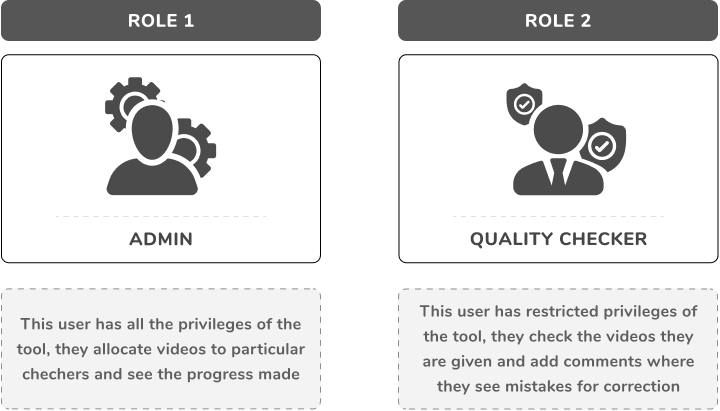 ROLE 1
ADMIN
This user has all the privileges of the
tool, they allocate videos to particular
chechers and see the progress made
ROLE 2
QUALITY CHECKER
This user has restricted privileges of
the tool, they check the videos they
are given and add comments where
they see mistakes for correction